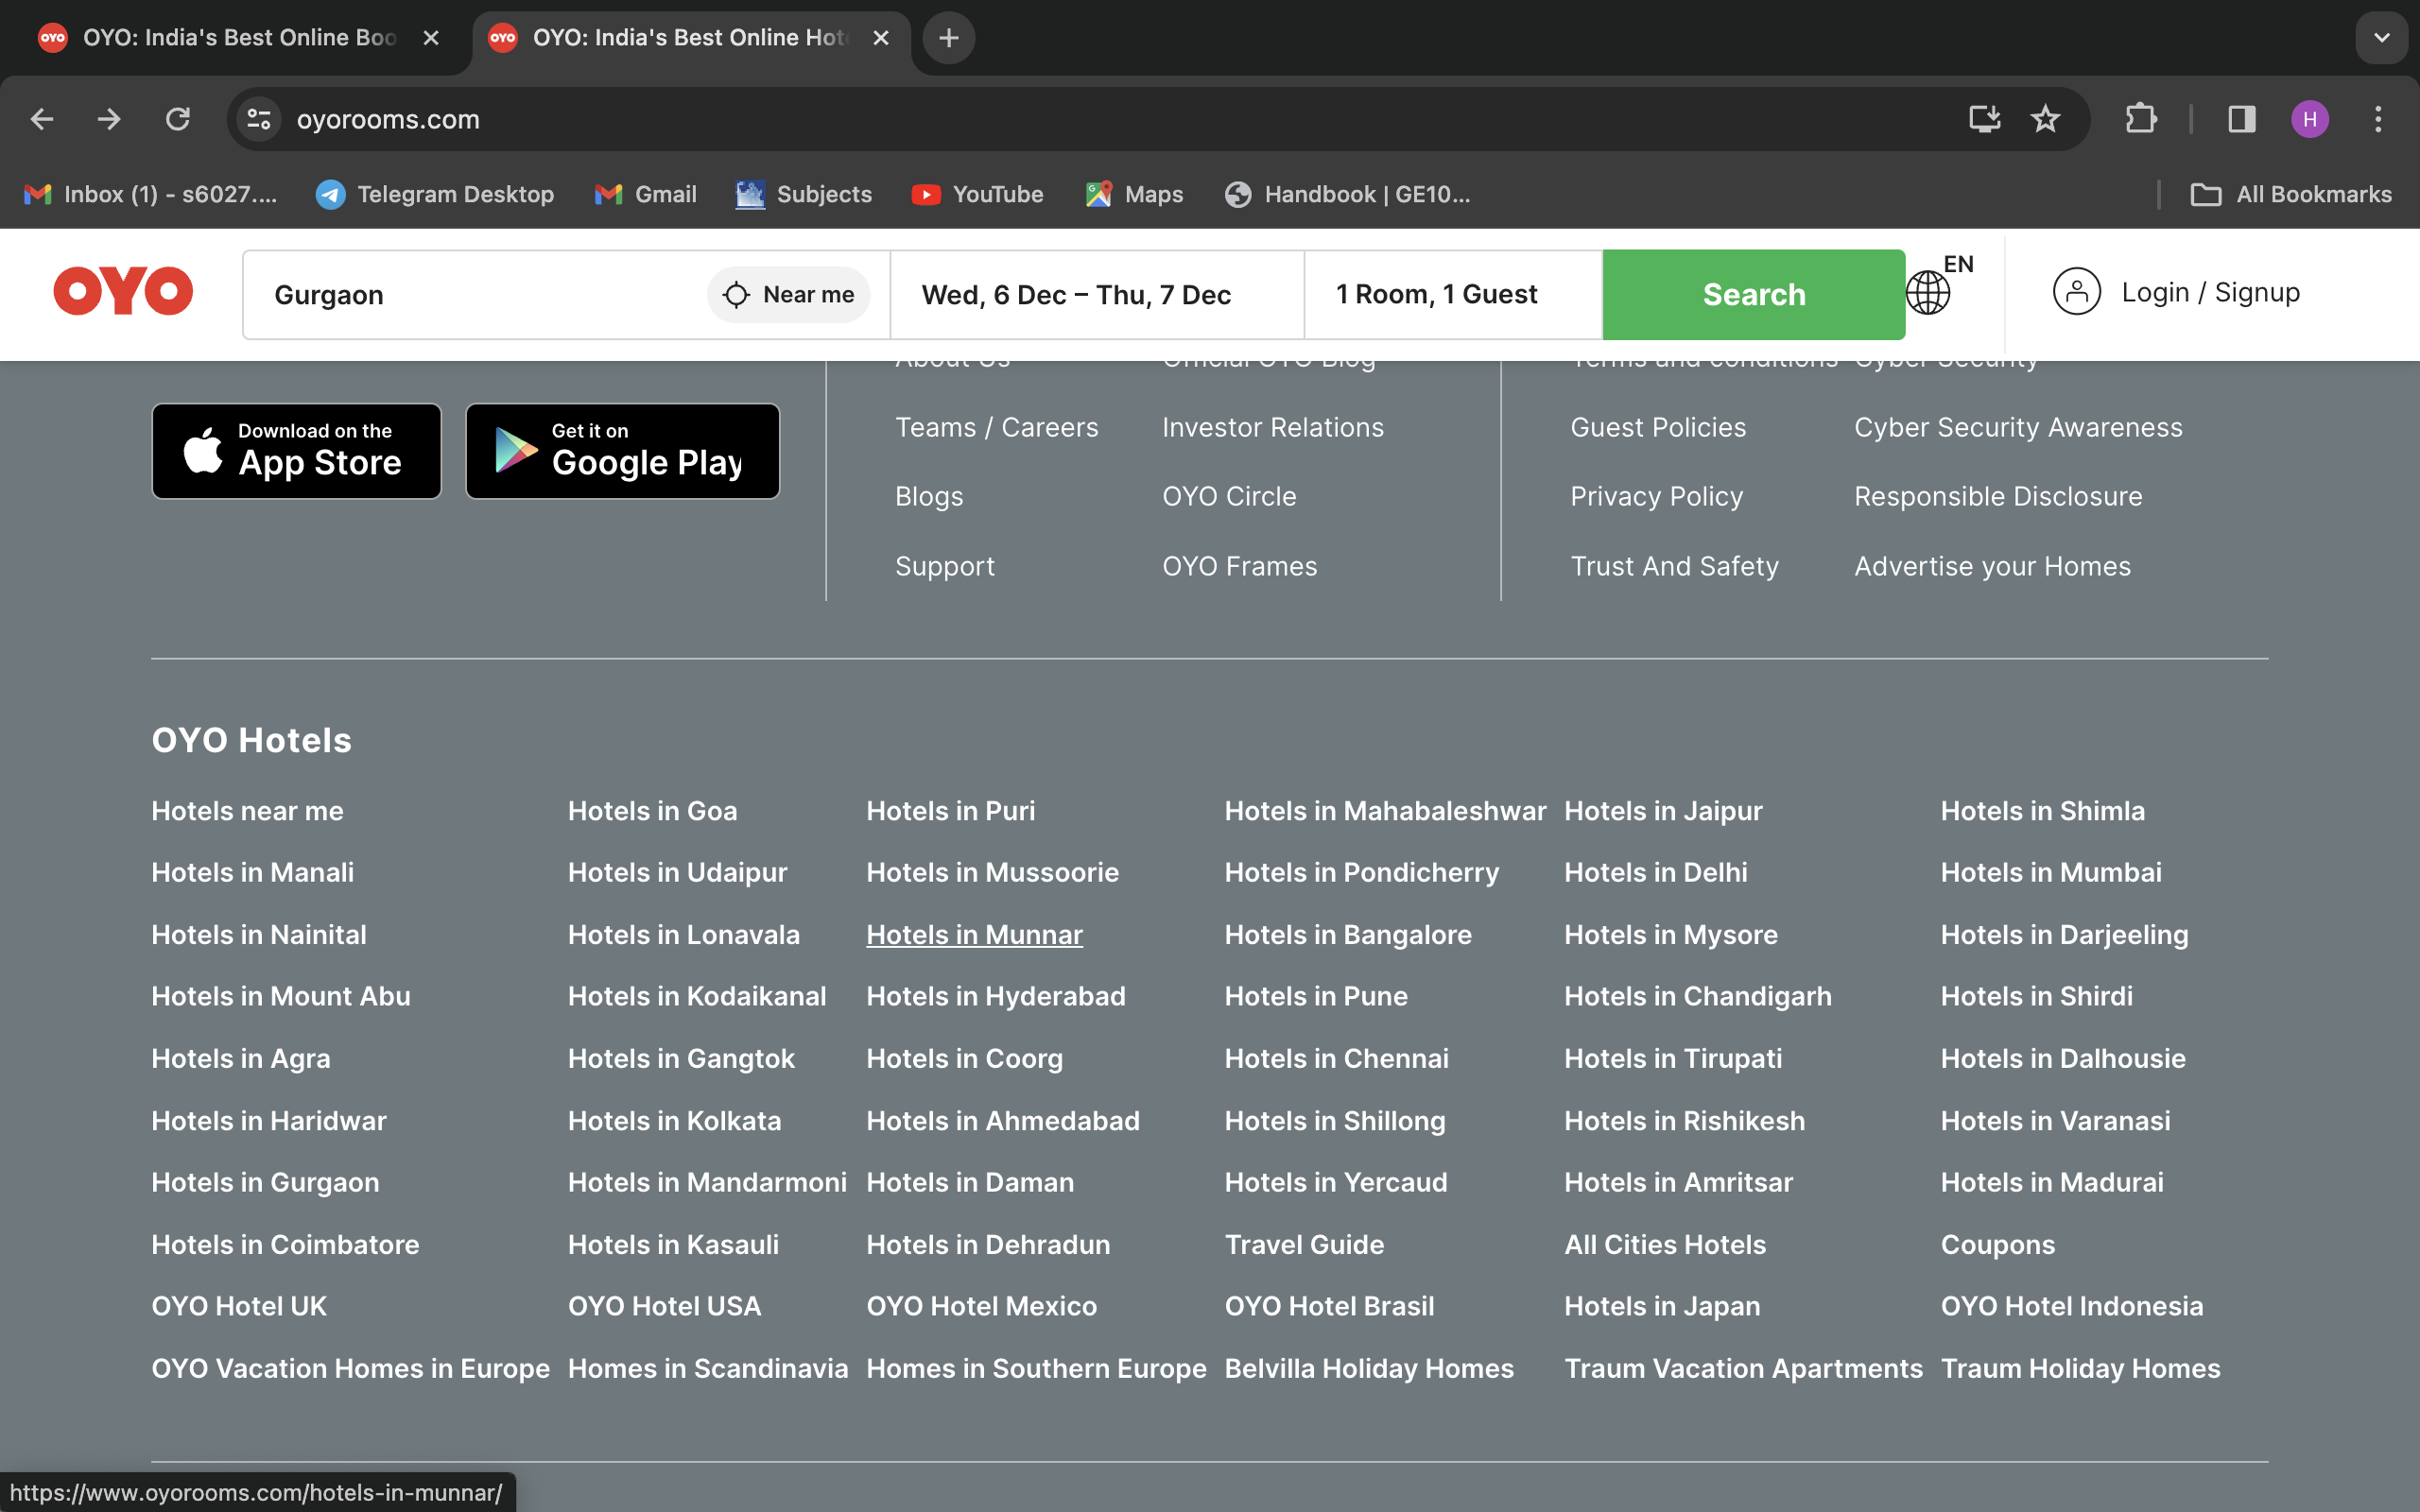 OYO OYO: India's Best Online Boo
OYO OYO: India's Best Online Hot
oyorooms.com
H
Inbox (1) - s6027.... Telegram Desktop Gmail Subjects YouTube Maps Handbook | GE10... All Bookmarks
OYO Gurgaon Near me Wed, 6 Dec – Thu, 7 Dec 1 Room, 1 Guest Search EN Login / Signup
About Us Official OYO Blog Terms and conditions Cyber Security
Download on the
App Store
Get it on
Google Play
Teams / Careers Investor Relations Guest Policies Cyber Security Awareness
Blogs OYO Circle Privacy Policy Responsible Disclosure
Support OYO Frames Trust And Safety Advertise your Homes
OYO Hotels
Hotels near me Hotels in Goa Hotels in Puri Hotels in Mahabaleshwar Hotels in Jaipur Hotels in Shimla
Hotels in Manali Hotels in Udaipur Hotels in Mussoorie Hotels in Pondicherry Hotels in Delhi Hotels in Mumbai
Hotels in Nainital Hotels in Lonavala Hotels in Munnar Hotels in Bangalore Hotels in Mysore Hotels in Darjeeling
Hotels in Mount Abu Hotels in Kodaikanal Hotels in Hyderabad Hotels in Pune Hotels in Chandigarh Hotels in Shirdi
Hotels in Agra Hotels in Gangtok Hotels in Coorg Hotels in Chennai Hotels in Tirupati Hotels in Dalhousie
Hotels in Haridwar Hotels in Kolkata Hotels in Ahmedabad Hotels in Shillong Hotels in Rishikesh Hotels in Varanasi
Hotels in Gurgaon Hotels in Mandarmoni Hotels in Daman Hotels in Yercaud Hotels in Amritsar Hotels in Madurai
Hotels in Coimbatore Hotels in Kasauli Hotels in Dehradun Travel Guide All Cities Hotels Coupons
OYO Hotel UK OYO Hotel USA OYO Hotel Mexico OYO Hotel Brasil Hotels in Japan OYO Hotel Indonesia
OYO Vacation Homes in Europe Homes in Scandinavia Homes in Southern Europe Belvilla Holiday Homes Traum Vacation Apartments Traum Holiday Homes
https://www.oyorooms.com/hotels-in-munnar/